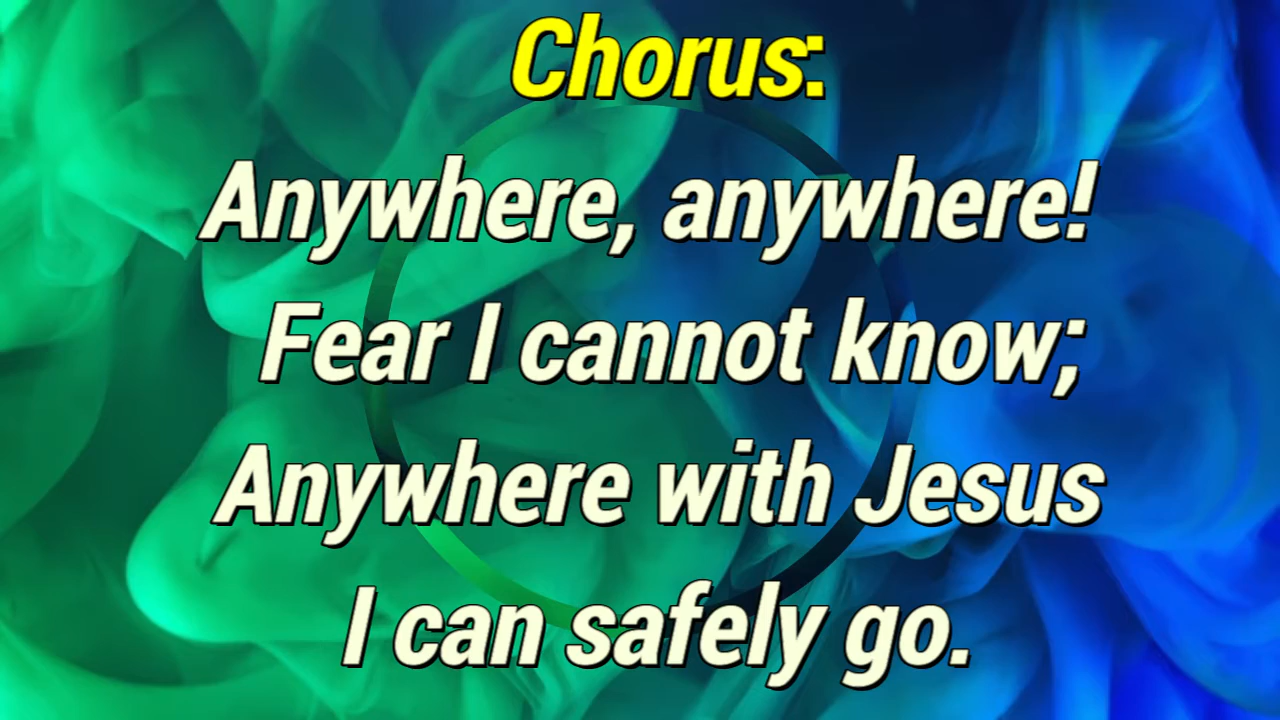 Chorus:
Anywhere, anywhere!
Fear I cannot know;
Anywhere with Jesus
I can safely go.